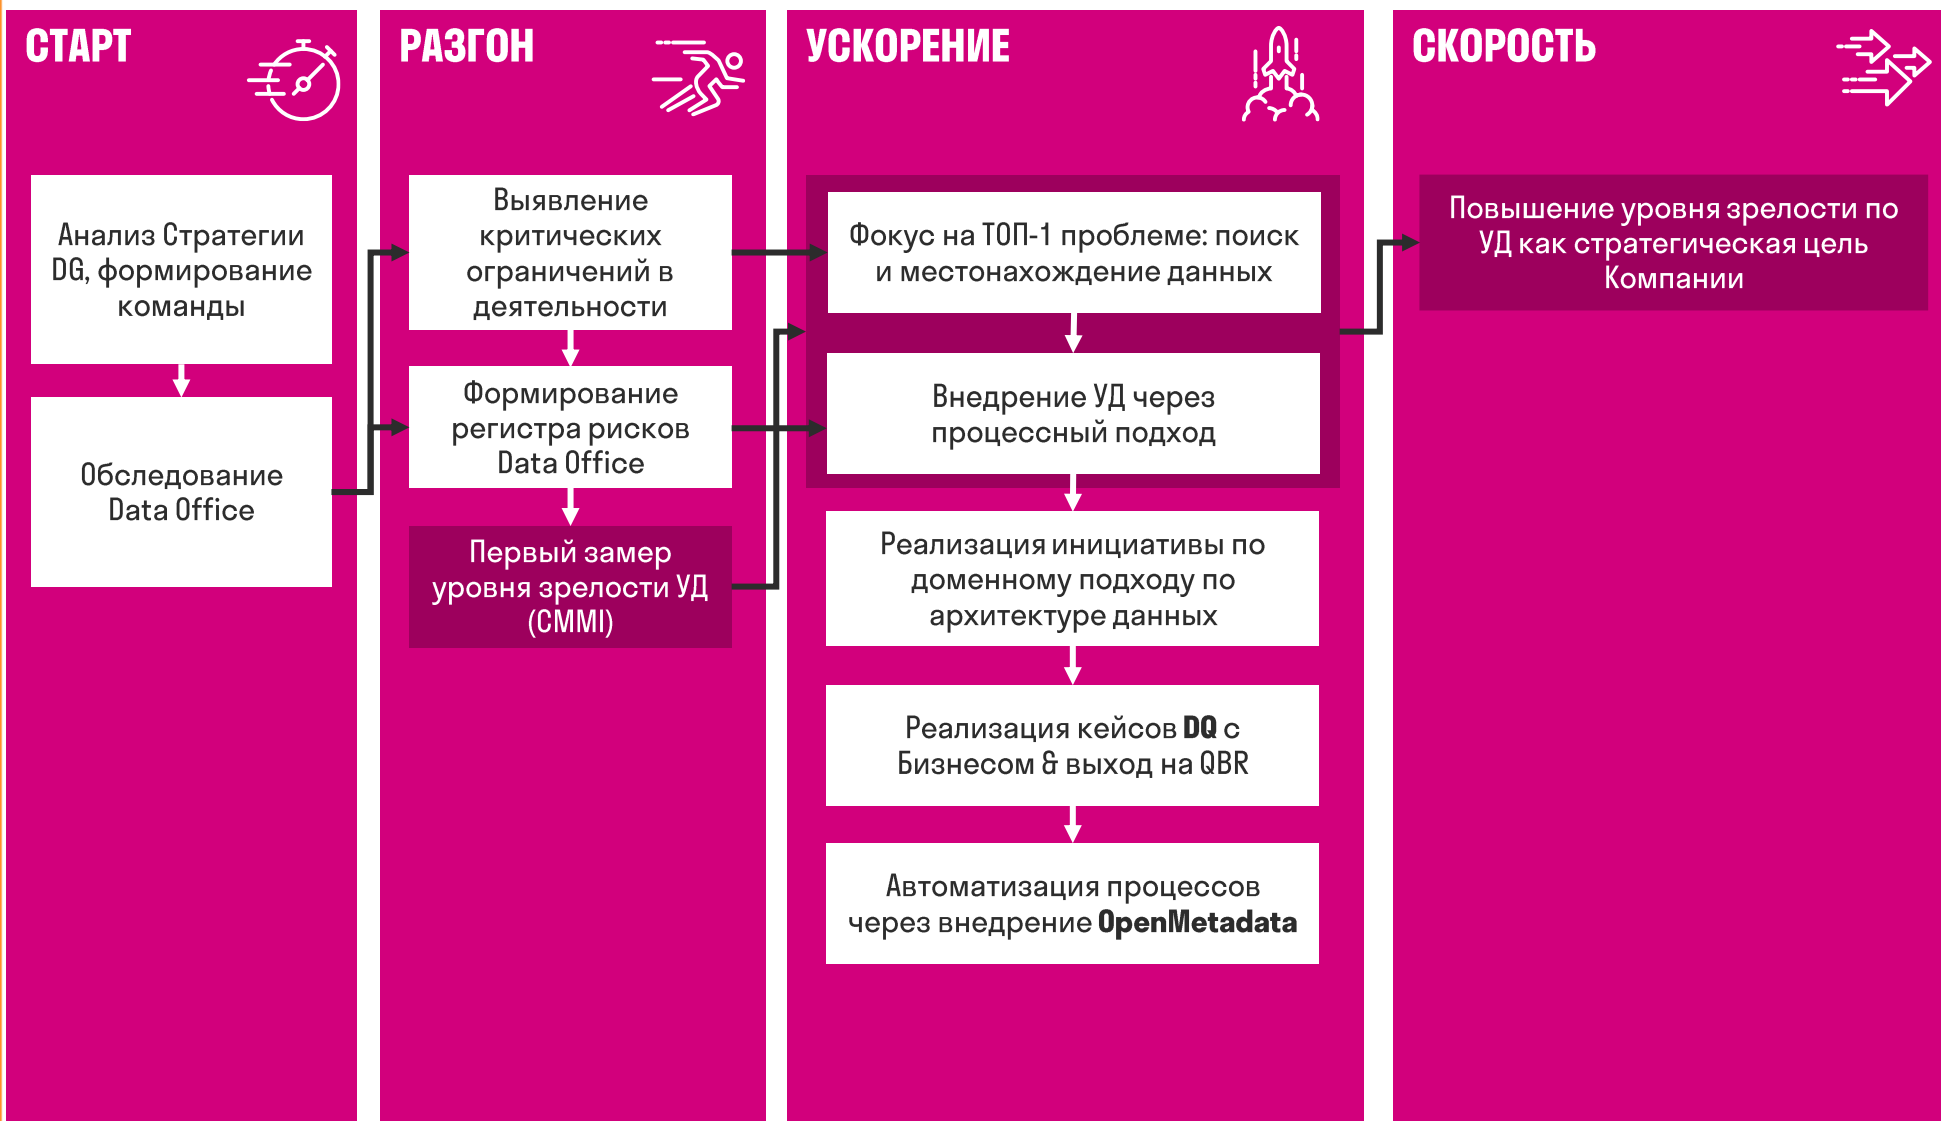 СТАРТ
Анализ Стратегии
DG, формирование
команды
Обследование
Data Office
РАЗГОН
Выявление
критических
ограничений в
деятельности
Формирование
регистра рисков
Data Office
Первый замер
уровня зрелости УД
(CMMI)
УСКОРЕНИЕ
Фокус на ТОП-1 проблеме: поиск
и местонахождение данных
Внедрение УД через
процессный подход
Реализация инициативы по
доменному подходу по
архитектуре данных
Реализация кейсов DQ с
Бизнесом & выход на QBR
Автоматизация процессов
через внедрение OpenMetadata
СКОРОСТЬ
Повышение уровня зрелости по
УД как стратегическая цель
Компании